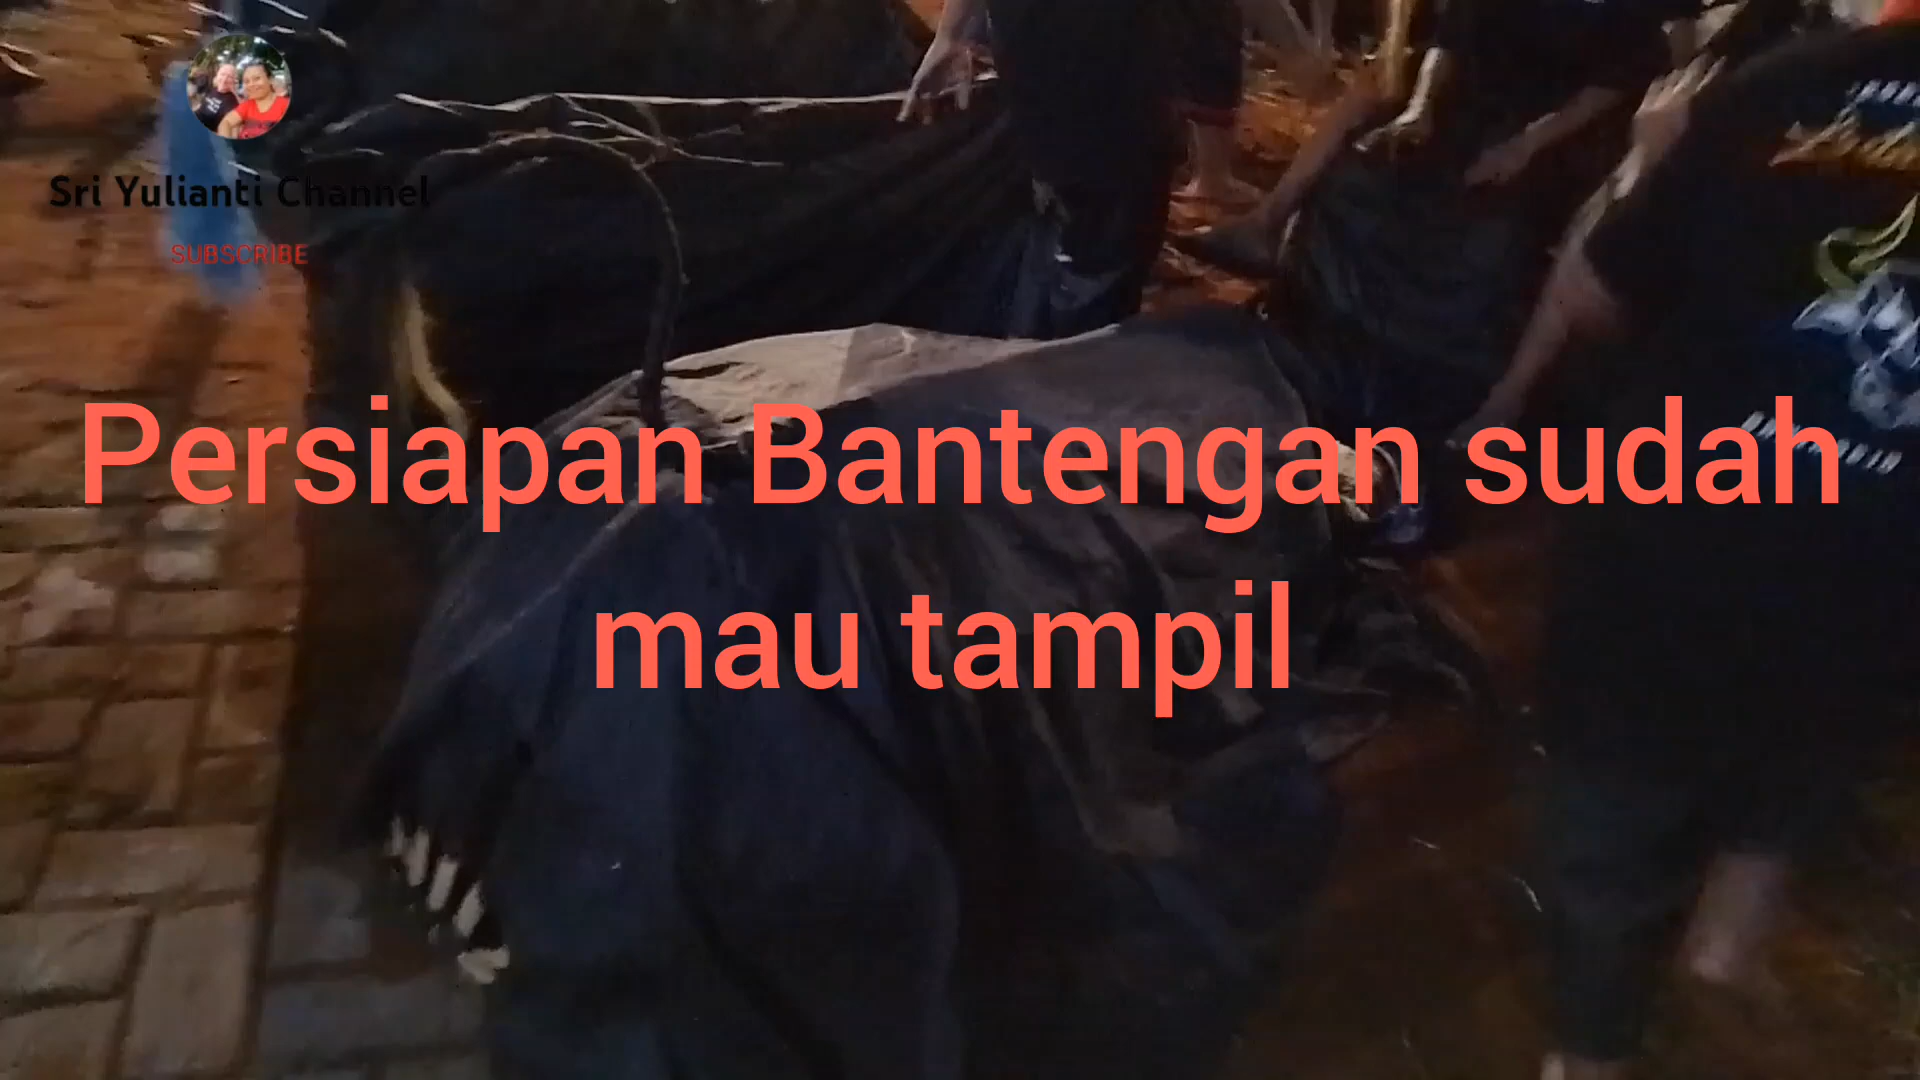 Sri Yulianti Channel
SUBSCRIBE
Persiapan Bantengan sudah
mau tampil